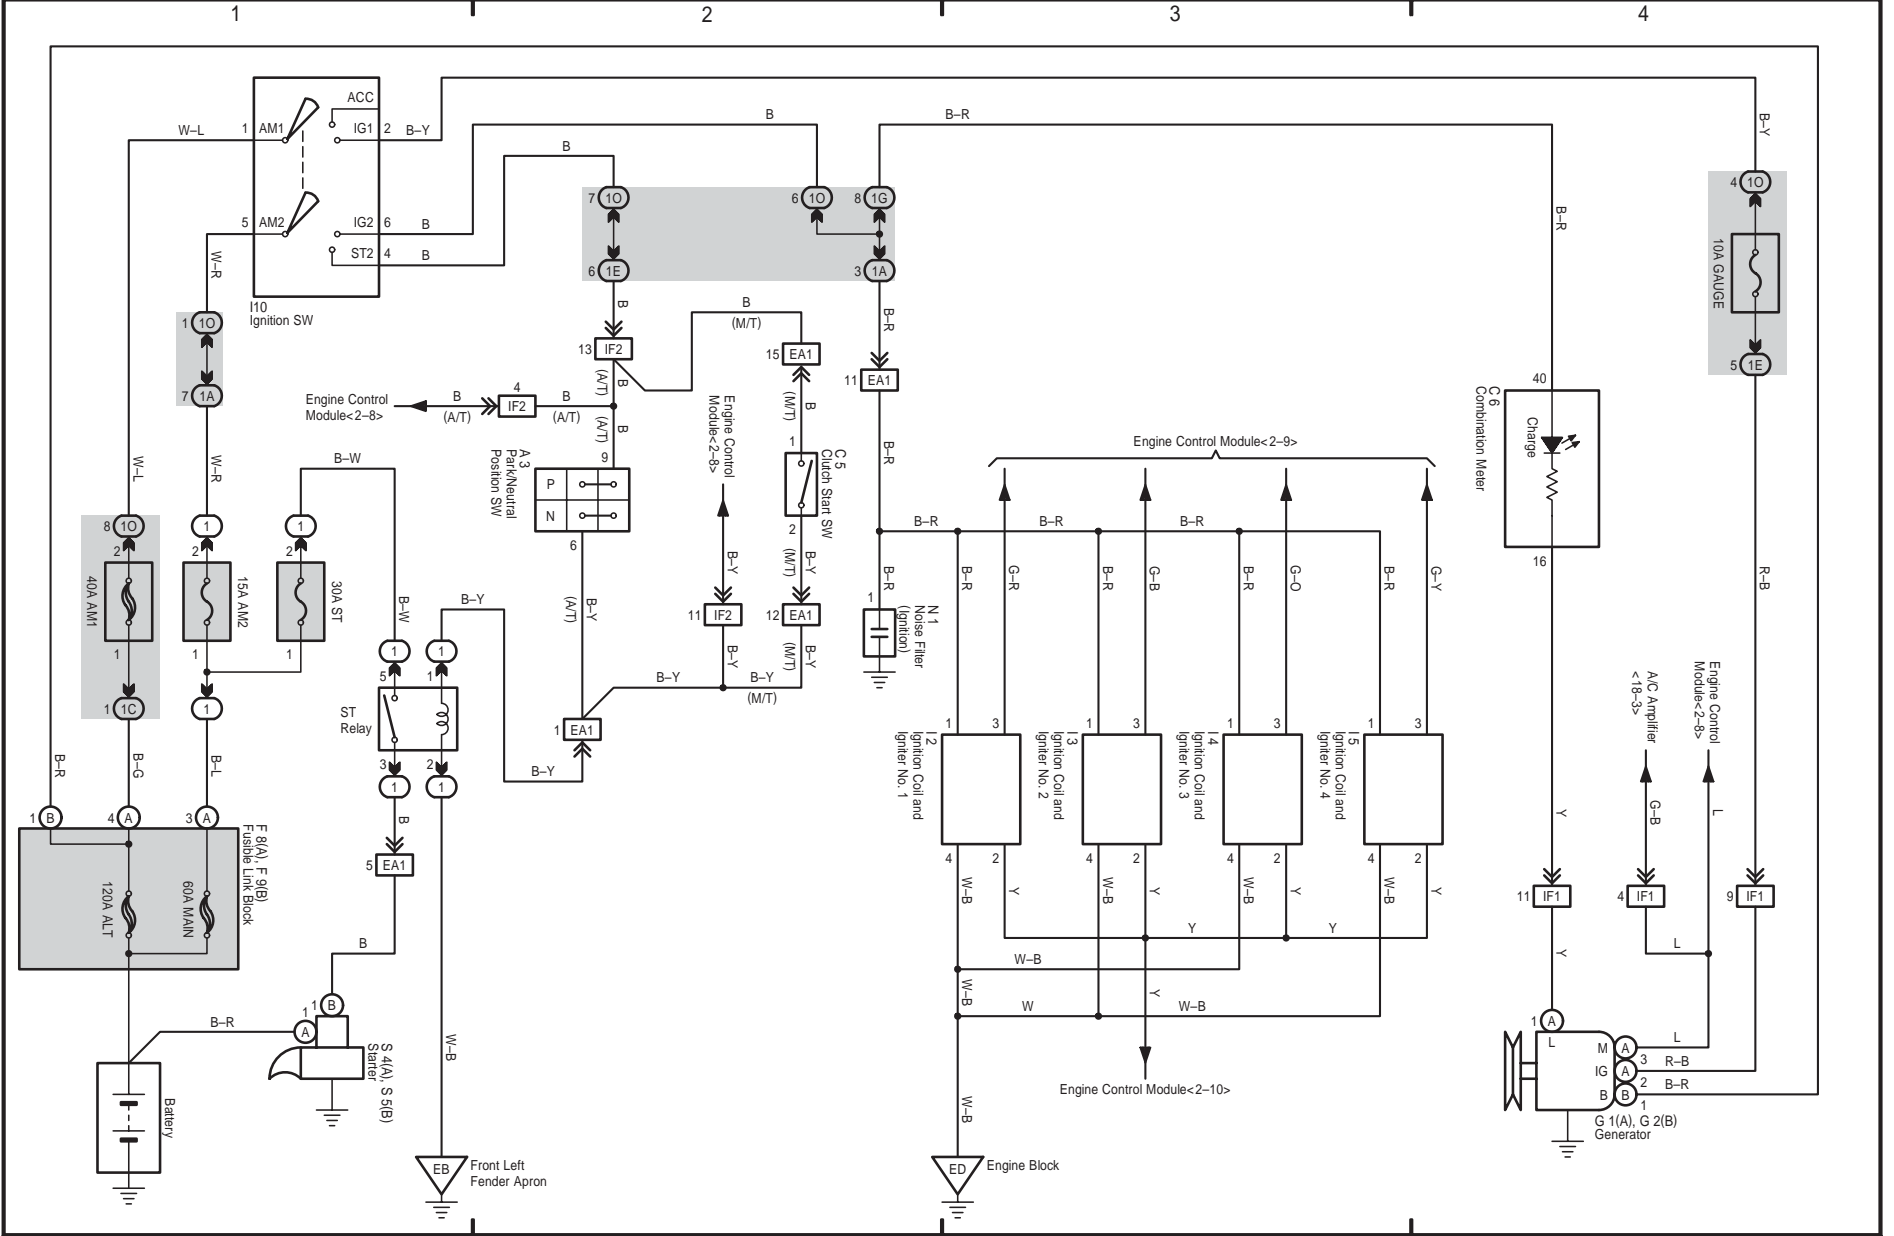 1
2
3
4
ACC
W–L
1
AM1
IG1
2
B–Y
B
B–R
B
B–Y
5
AM2
IG2
6
B
ST2
4
B
I10
Ignition SW
W–R
7
1O
6
1O
8
1G
6
1E
3
1A
4
1O
10A GAUGE
5
1E
B–R
1
1O
7
1A
B
B
(M/T)
B–R
13
IF2
15
EA1
11
EA1
(A/T)
B
Engine Control
Module<2–8>
B
(A/T)
4
IF2
B
(A/T)
(A/T)
B
Engine Control
Module<2–8>
(M/T)
B
40
C 6
Combination Meter
Charge
16
W–L
W–R
B–W
A 3
Park/Neutral
Position SW
9
P
N
6
1
C 5
Clutch Start SW
2
B–R
Engine Control Module<2–9>
8
1O
1
1
2
2
2
40A AM1
15A AM2
30A ST
1
1
1
1
1C
1
B–W
B–Y
(A/T)
B–Y
B–Y
(M/T)
B–Y
11
IF2
12
EA1
B–Y
(M/T)
B–Y
B–Y
B–Y
(M/T)
B–R
B–R
B–R
B–R
1
N 1
Noise Filter
(Ignition)
B–R
G–R
B–R
G–B
B–R
G–O
B–R
G–Y
R–B
1
1
5
1
ST
Relay
3
2
1
1
1
EA1
B–Y
B–R
B–G
B–L
1
B
4
A
3
A
F 8(A), F 9(B)
Fusible Link Block
120A ALT
60A MAIN
B
5
EA1
B
1
3
I 2
Ignition Coil and
Igniter No. 1
1
3
I 3
Ignition Coil and
Igniter No. 2
1
3
I 4
Ignition Coil and
Igniter No. 3
1
3
I 5
Ignition Coil and
Igniter No. 4
4
2
4
2
4
2
4
2
W–B
Y
W–B
Y
W–B
Y
W–B
Y
Y
Y
W–B
W–B
Y
W
W–B
Engine Control Module<2–10>
W–B
A/C Amplifier
<18–3>
Engine Control
Module<2–8>
G–B
L
Y
11
IF1
4
IF1
9
IF1
L
Y
1
A
L
M
A
3
L
IG
A
2
R–B
B
B
1
B–R
G 1(A), G 2(B)
Generator
1
B
1
A
B–R
S 4(A), S 5(B)
Starter
Battery
W–B
EB
Front Left
Fender Apron
ED
Engine Block